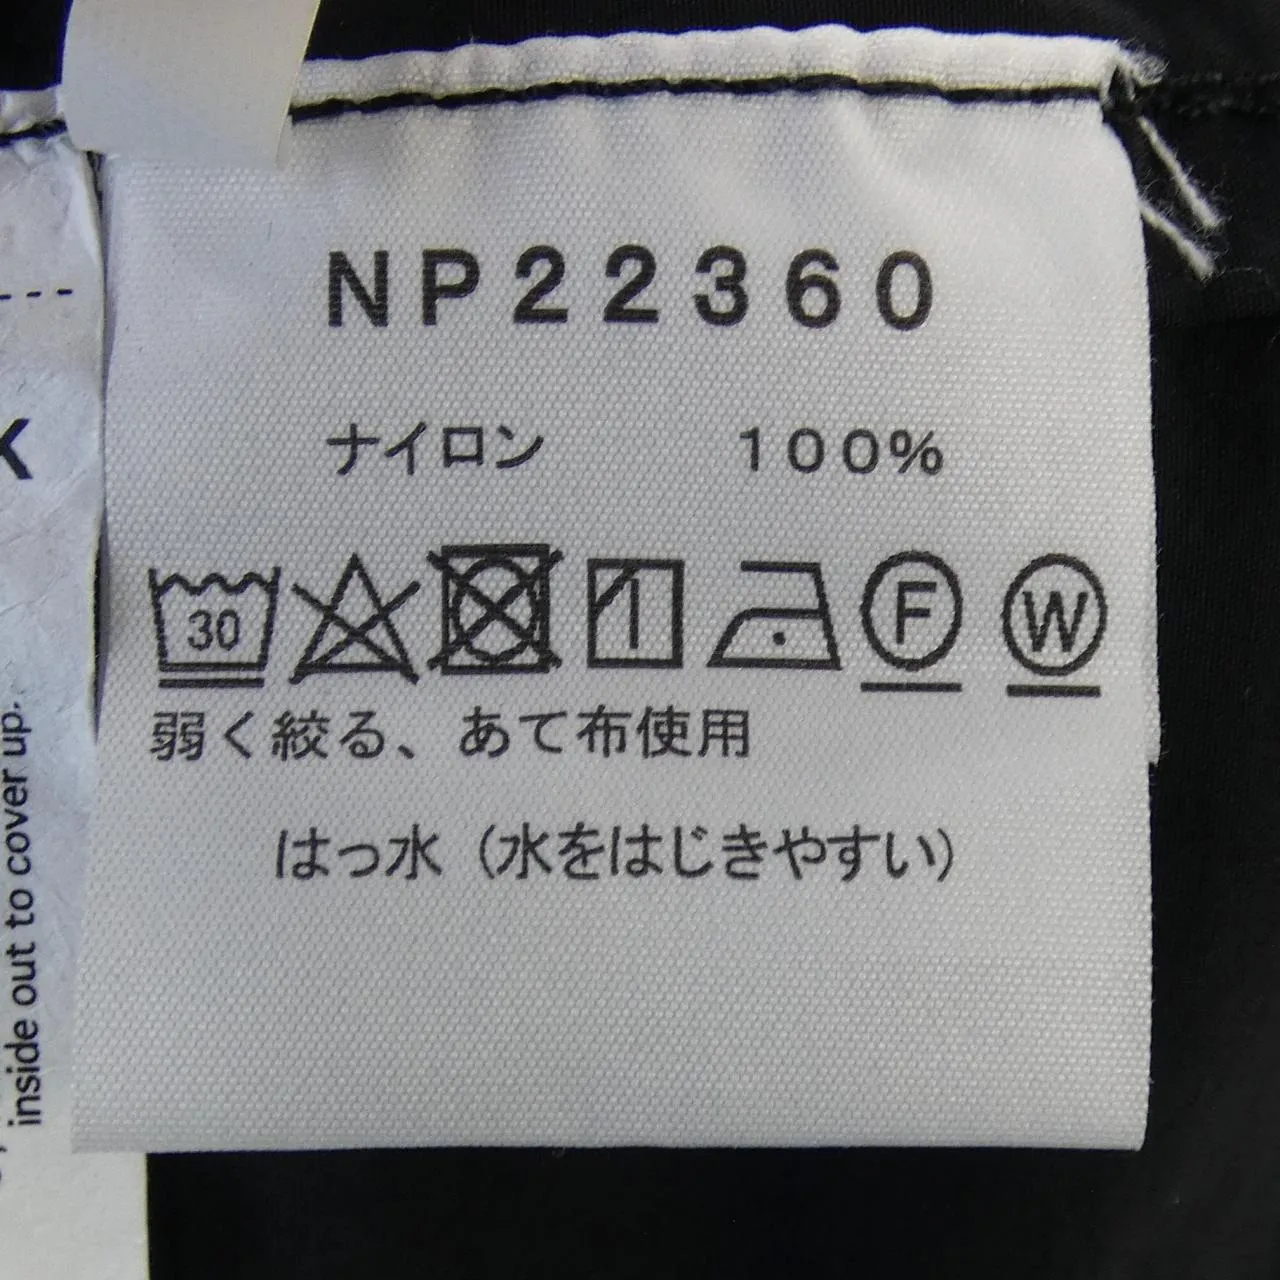 NP22360
ナイロン 100%
30
F W
弱く絞る、あて布使用
はっ水 (水をはじきやすい)
K
inside out to cover up.